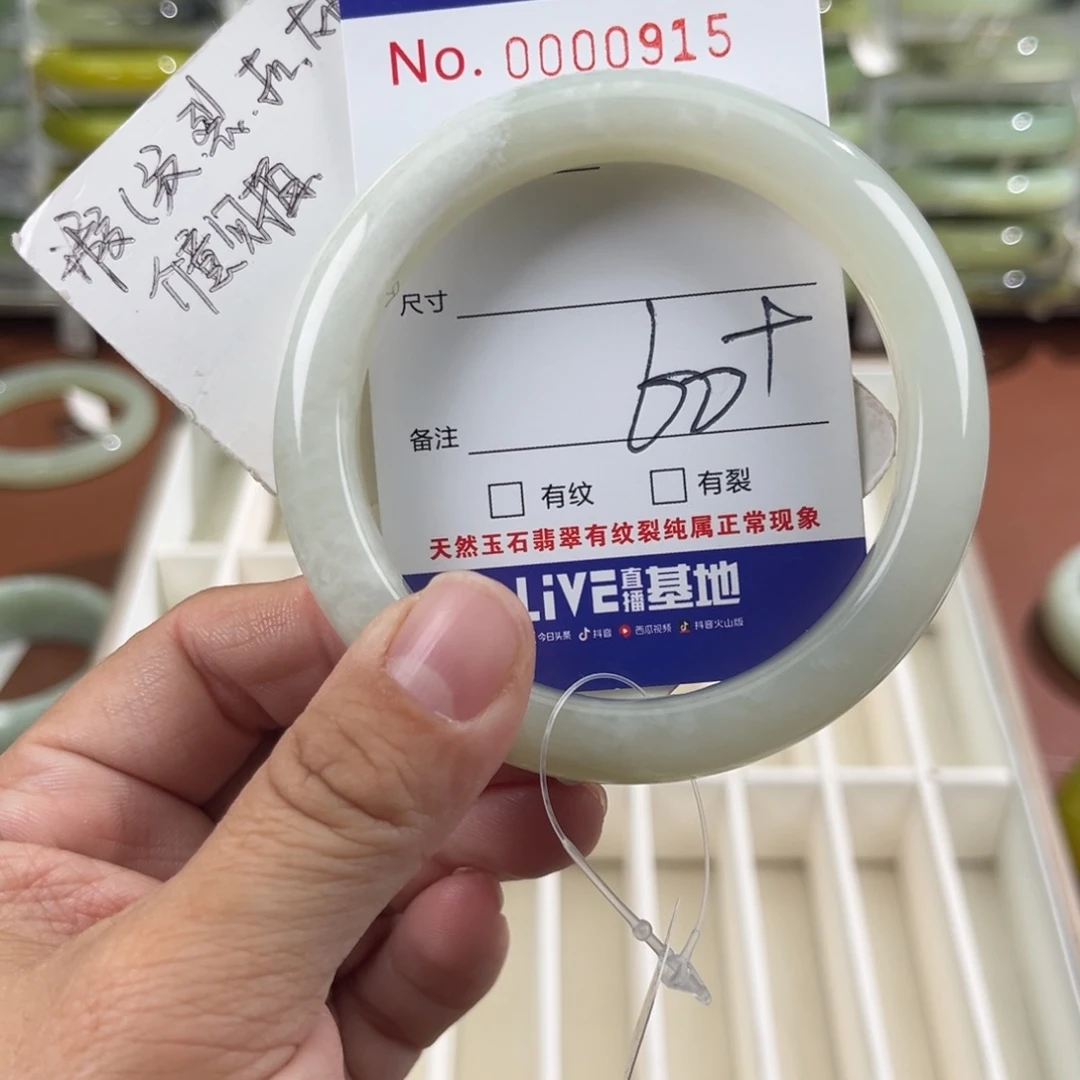 No. 0000915
尺寸
60+
备注
有纹 有裂
天然玉石翡翠有纹裂纯属正常现象
LiVE直播基地
今日头条 抖音 西瓜视频 抖音火山版